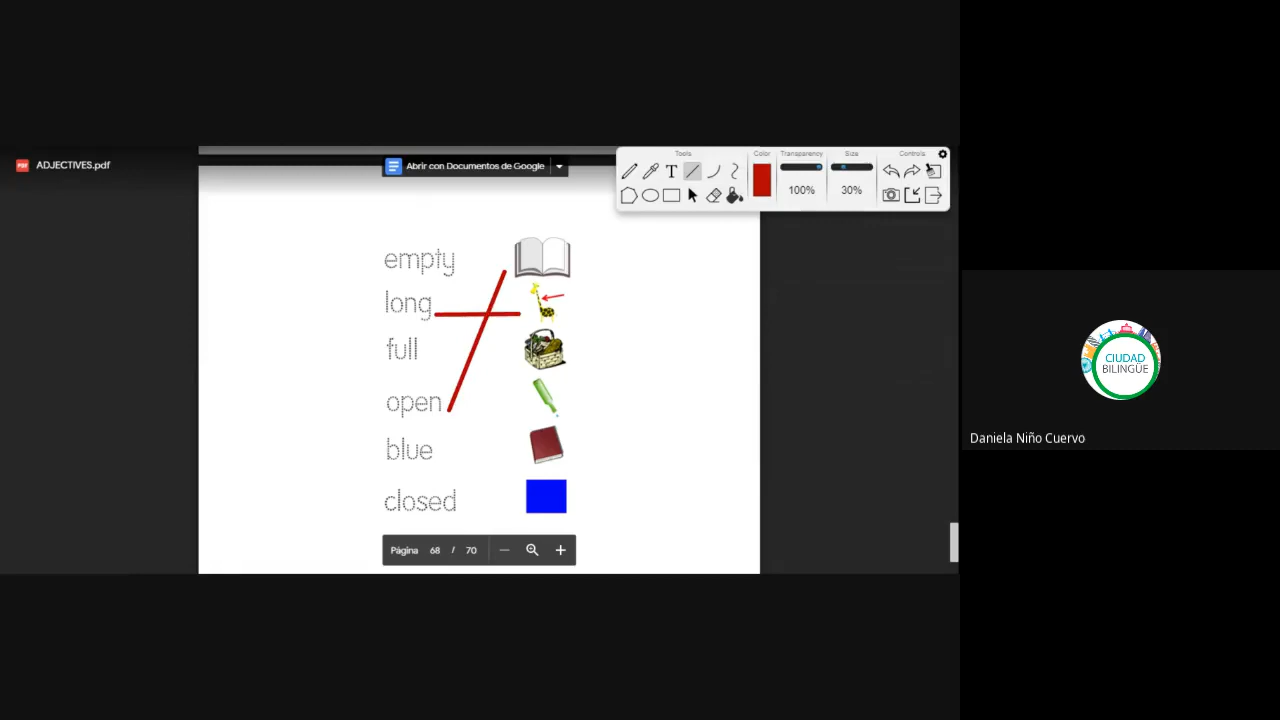 ADJECTIVES.pdf
Abrir con Documentos de Google
Tools
Color
Transparency
Size
Controls
T
100%
30%
empty
long
full
open
blue
closed
Página 68 / 70
CIUDAD
BILINGÜE
Daniela Niño Cuervo